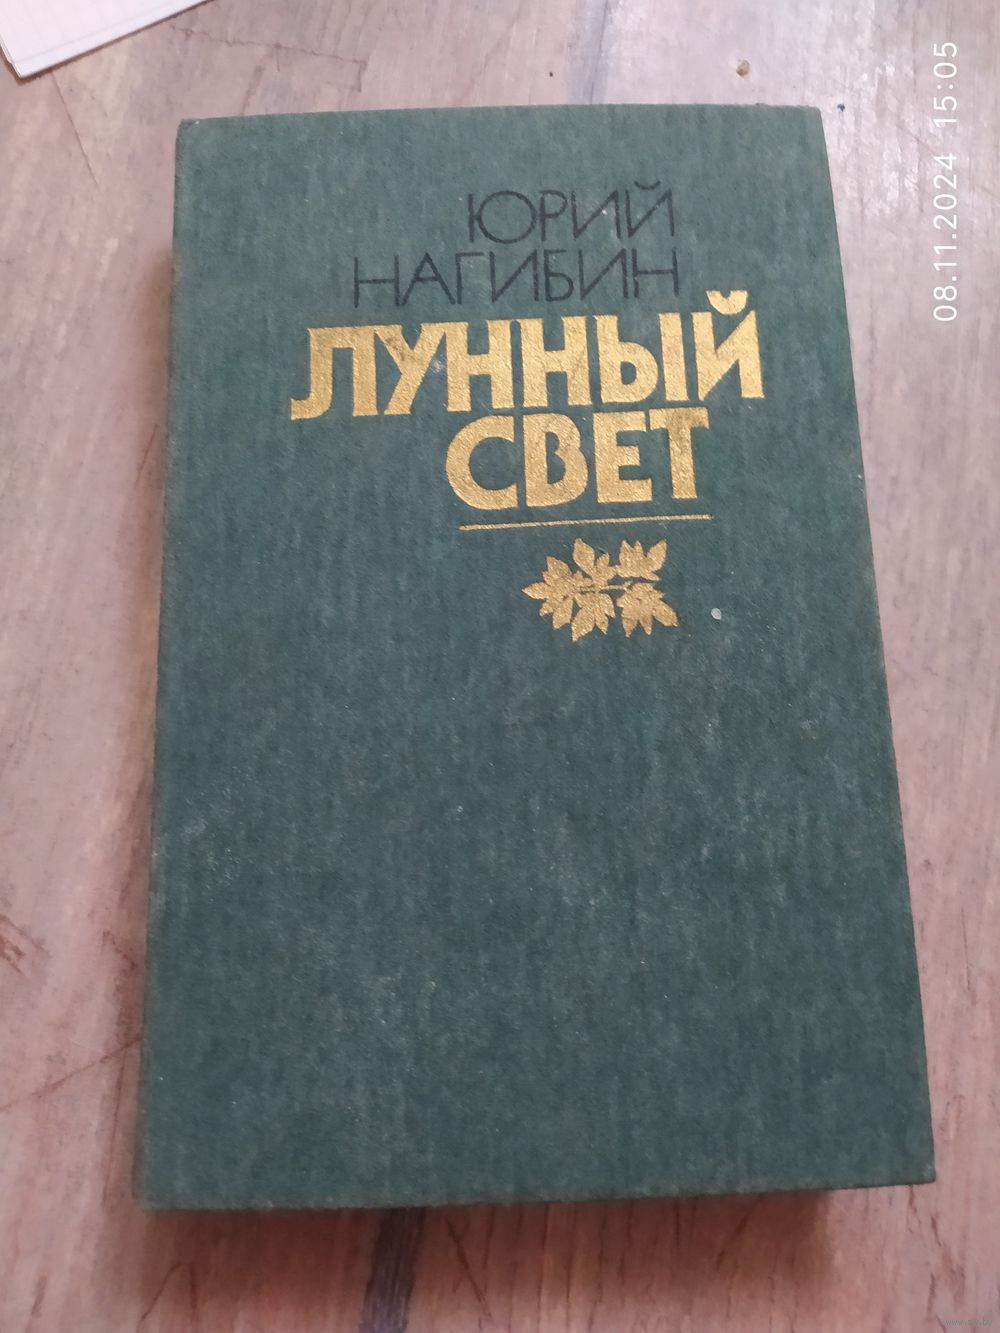 ЮРИЙ
НАГИБИН
ЛУННЫЙ
СВЕТ
08.11.2024 15:05